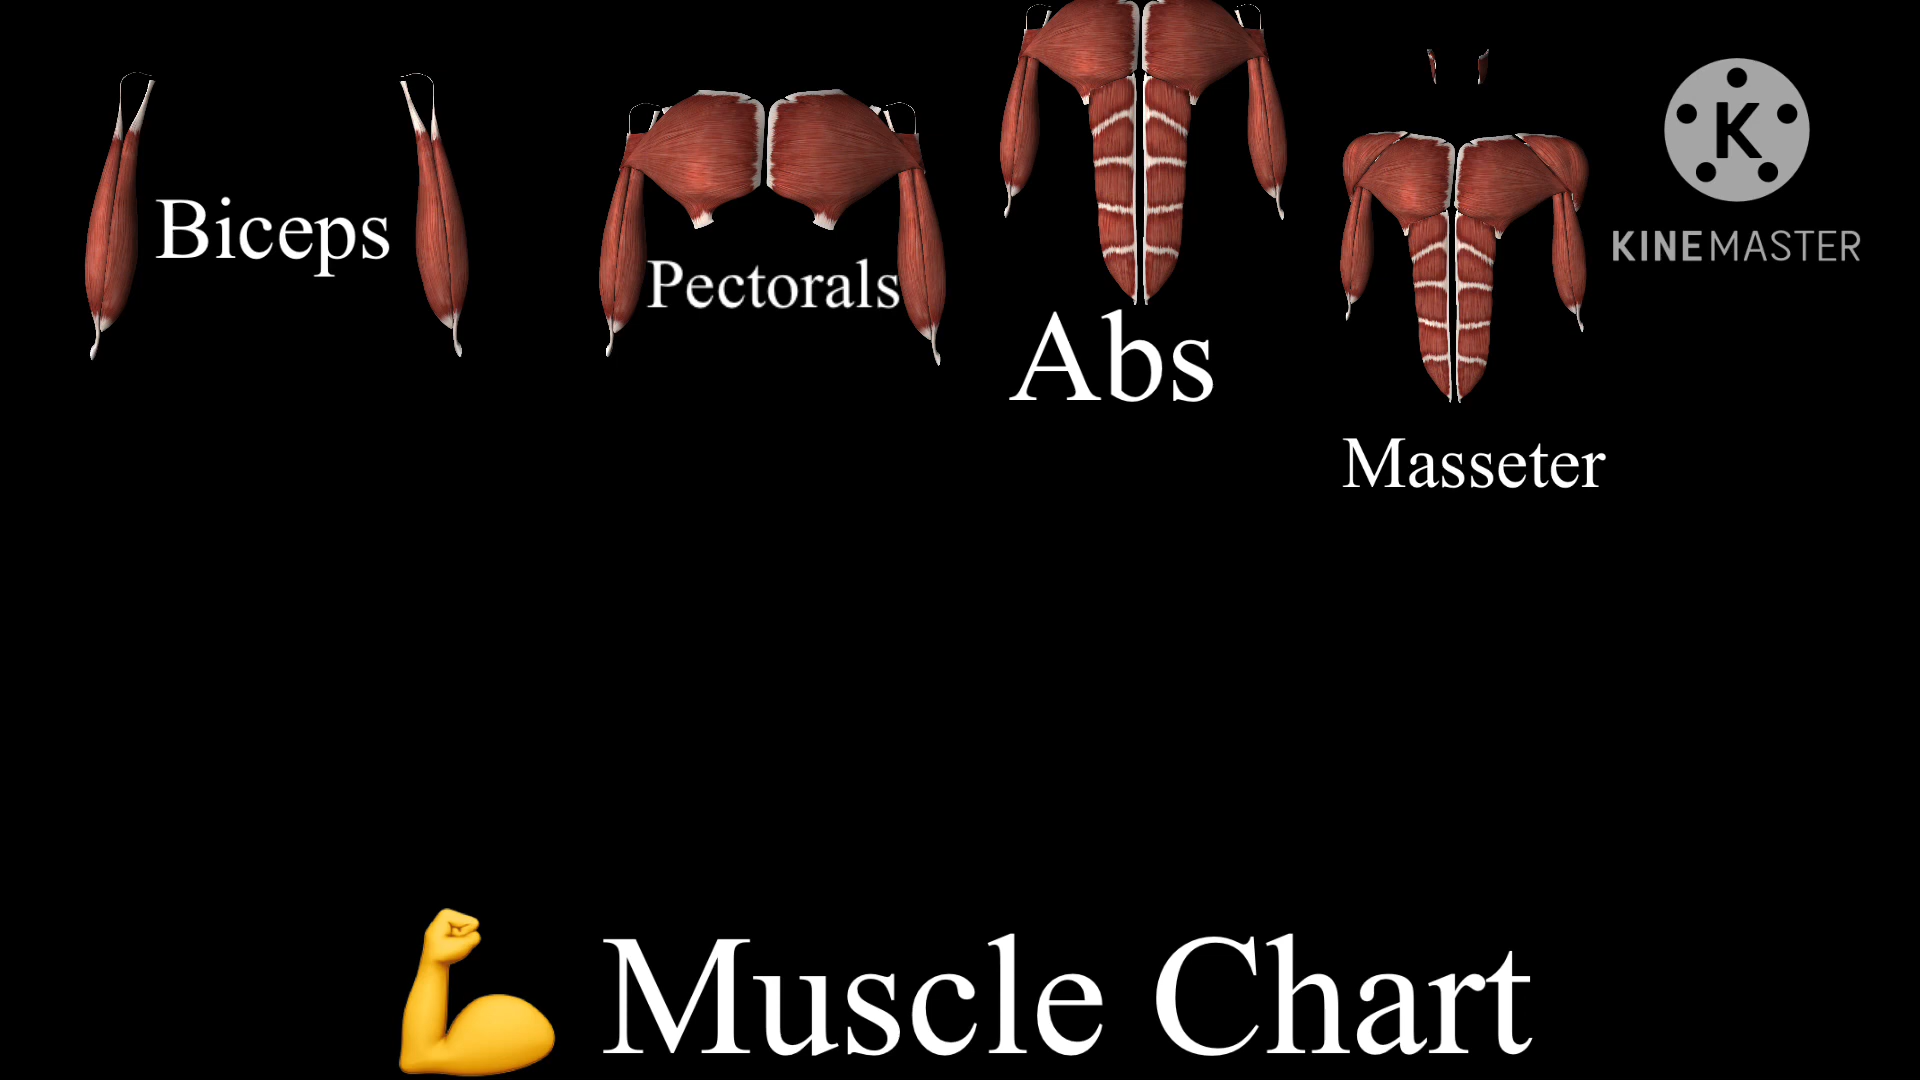 Biceps
Pectorals
Abs
Masseter
K
KINEMASTER
Muscle Chart